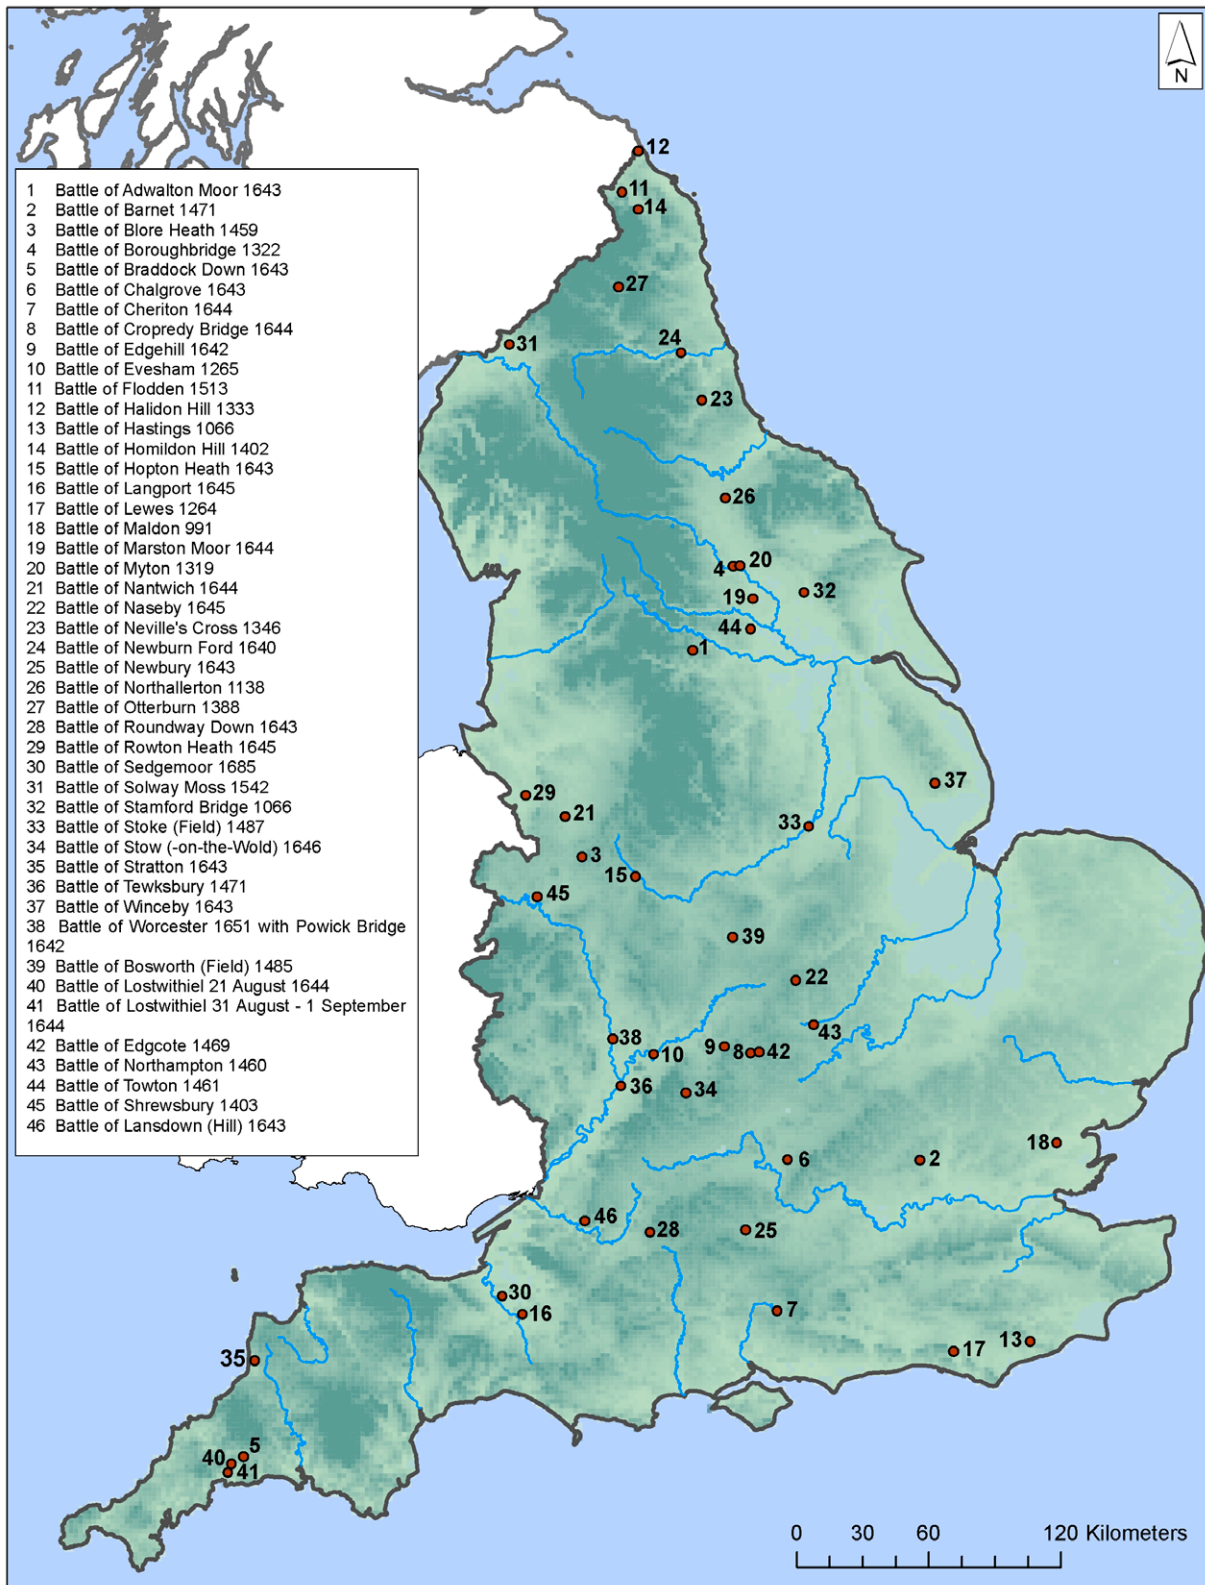 N
1 Battle of Adwalton Moor 1643
2 Battle of Barnet 1471
3 Battle of Blore Heath 1459
4 Battle of Boroughbridge 1322
5 Battle of Braddock Down 1643
6 Battle of Chalgrove 1643
7 Battle of Cheriton 1644
8 Battle of Cropredy Bridge 1644
9 Battle of Edgehill 1642
10 Battle of Evesham 1265
11 Battle of Flodden 1513
12 Battle of Halidon Hill 1333
13 Battle of Hastings 1066
14 Battle of Homildon Hill 1402
15 Battle of Hopton Heath 1643
16 Battle of Langport 1645
17 Battle of Lewes 1264
18 Battle of Maldon 991
19 Battle of Marston Moor 1644
20 Battle of Myton 1319
21 Battle of Nantwich 1644
22 Battle of Naseby 1645
23 Battle of Neville's Cross 1346
24 Battle of Newburn Ford 1640
25 Battle of Newbury 1643
26 Battle of Northallerton 1138
27 Battle of Otterburn 1388
28 Battle of Roundway Down 1643
29 Battle of Rowton Heath 1645
30 Battle of Sedgemoor 1685
31 Battle of Solway Moss 1542
32 Battle of Stamford Bridge 1066
33 Battle of Stoke (Field) 1487
34 Battle of Stow (-on-the-Wold) 1646
35 Battle of Stratton 1643
36 Battle of Tewksbury 1471
37 Battle of Winceby 1643
38 Battle of Worcester 1651 with Powick Bridge
1642
39 Battle of Bosworth (Field) 1485
40 Battle of Lostwithiel 21 August 1644
41 Battle of Lostwithiel 31 August - 1 September
1644
42 Battle of Edgcote 1469
43 Battle of Northampton 1460
44 Battle of Towton 1461
45 Battle of Shrewsbury 1403
46 Battle of Lansdown (Hill) 1643
12
11
14
27
31
24
23
26
4
20
19
32
44
1
37
29
21
33
3
15
45
39
22
43
38
10
9
8
42
36
34
18
6
2
46
28
25
30
16
7
17
13
35
5
40
41
0 30 60 120 Kilometers